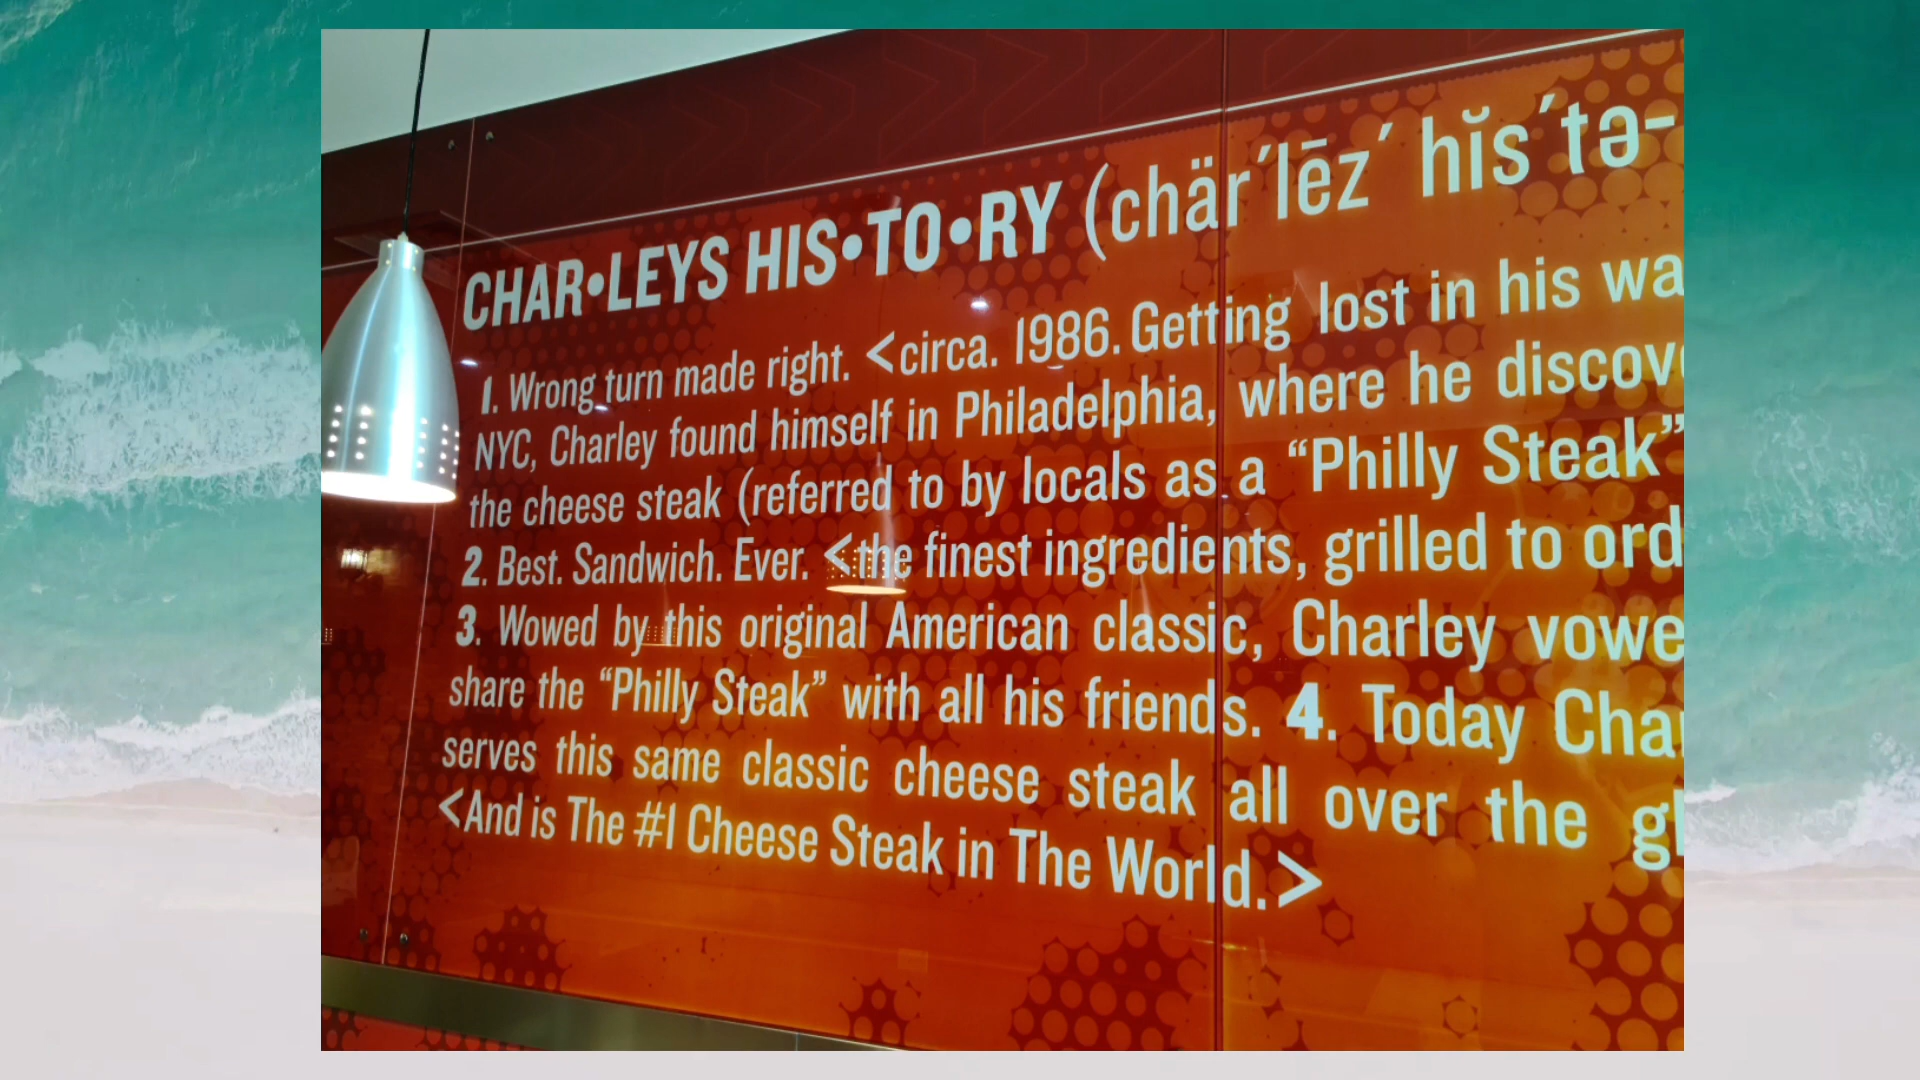 CHAR•LEYS HIS•TO•RY (chär´lēz´ hĭs´tə-
1. Wrong turn made right. <circa. 1986. Getting lost in his wa
NYC, Charley found himself in Philadelphia, where he discov
the cheese steak (referred to by locals as a “Philly Steak”
2. Best. Sandwich. Ever. <the finest ingredients, grilled to ord
3. Wowed by this original American classic, Charley vowe
share the “Philly Steak” with all his friends. 4. Today Char
serves this same classic cheese steak all over the gl
<And is The #1 Cheese Steak in The World.>